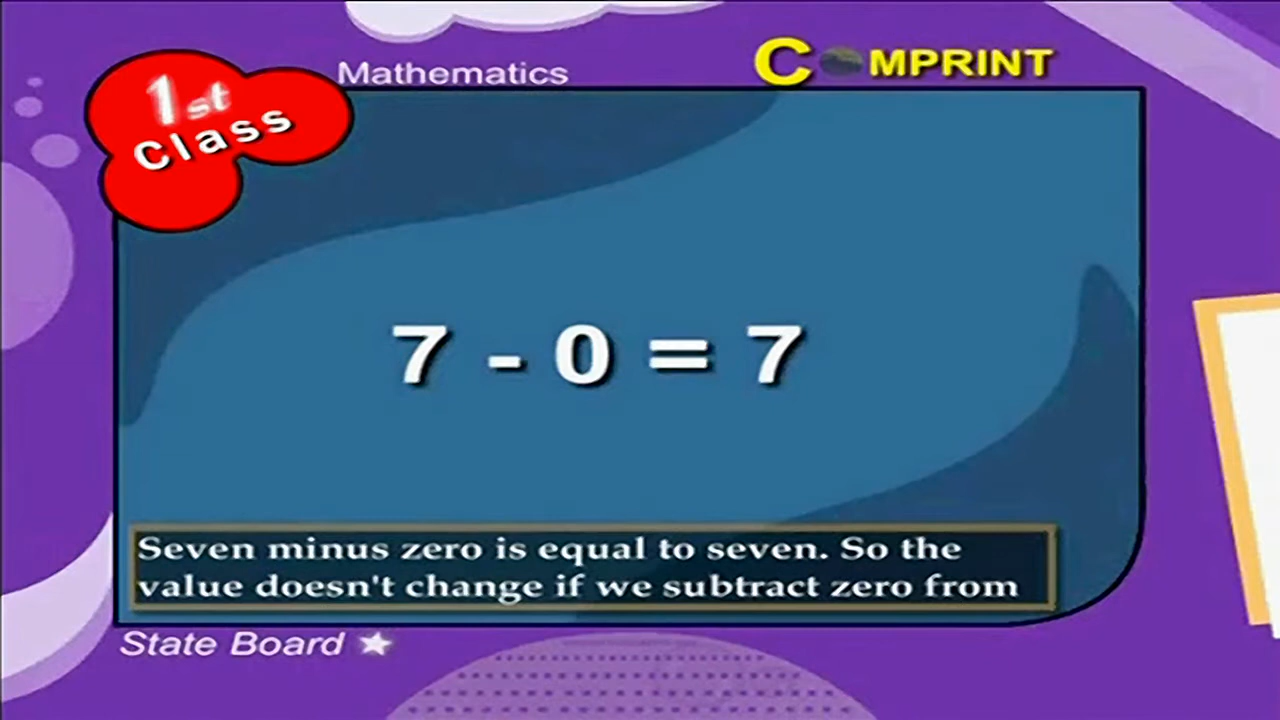 Mathematics
COMPRINT
1st
Class
7 - 0 = 7
Seven minus zero is equal to seven. So the
value doesn't change if we subtract zero from
State Board